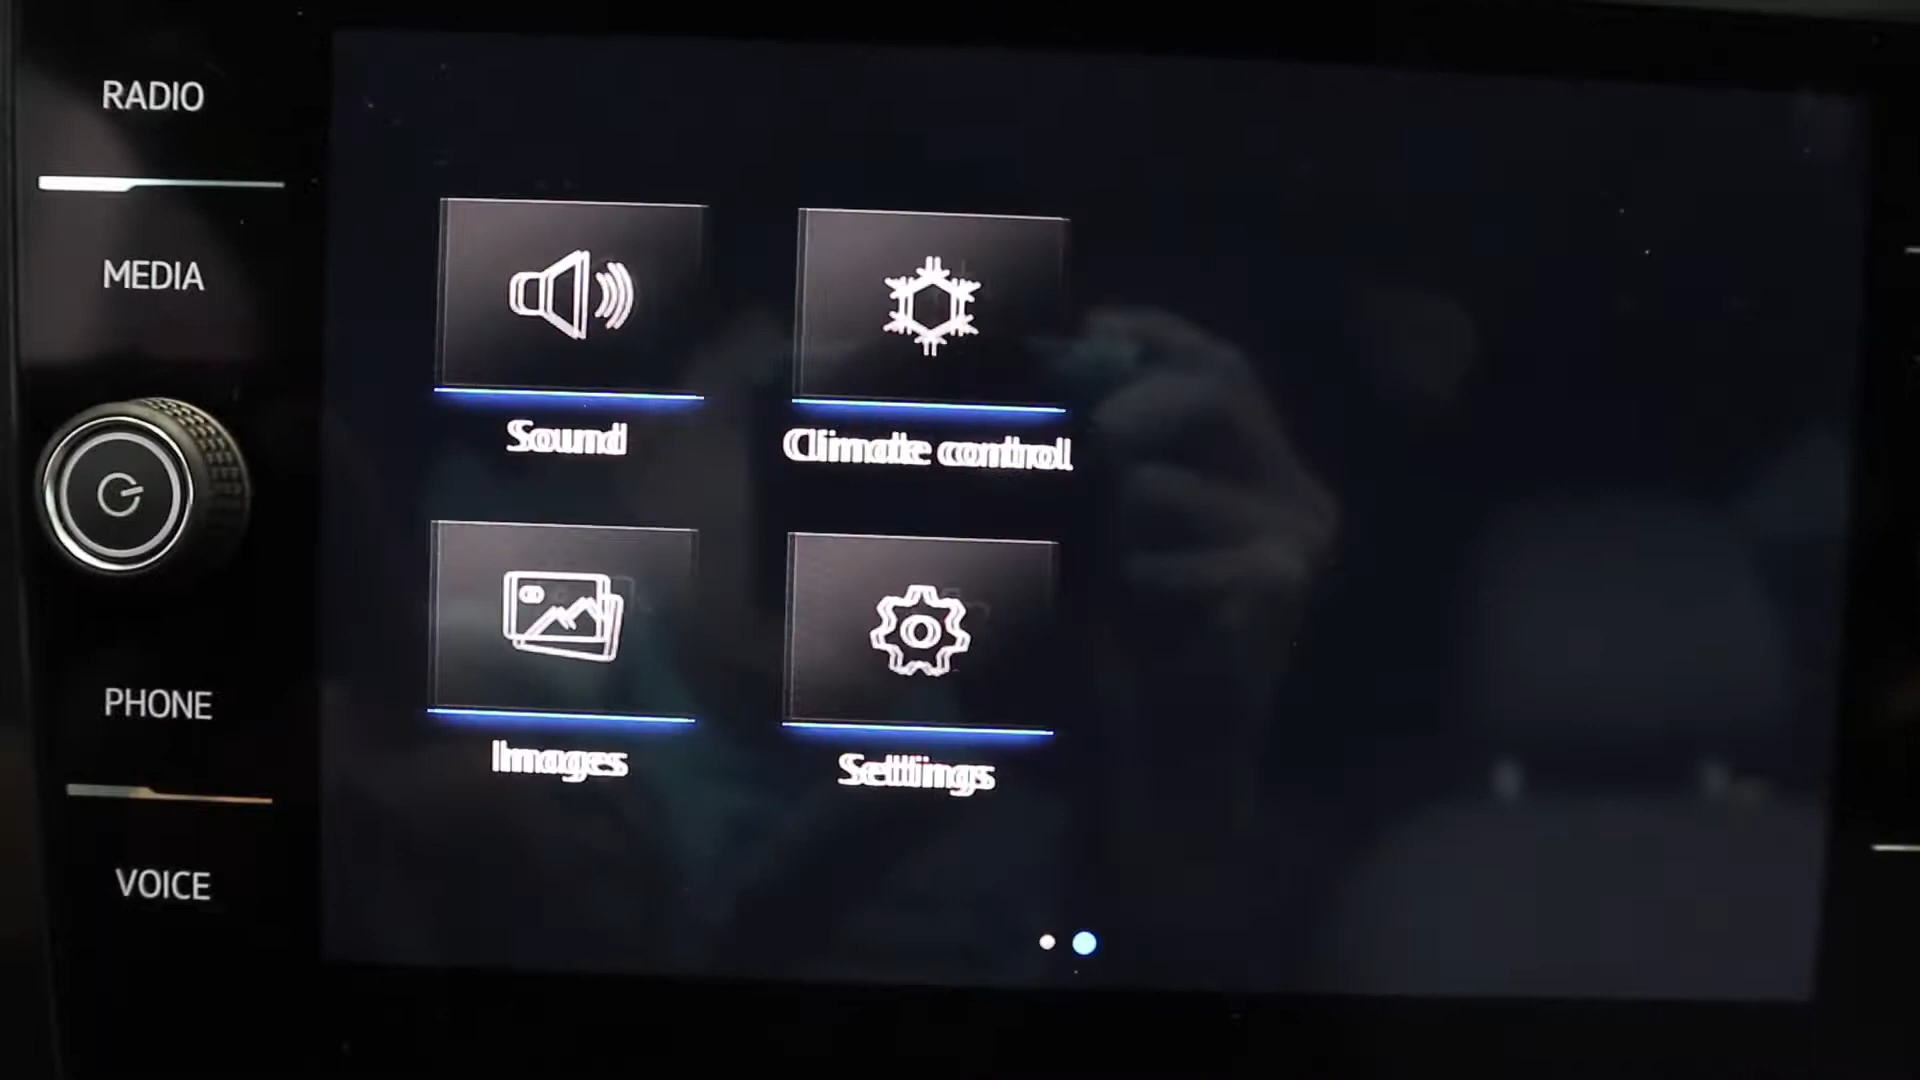 RADIO
MEDIA
PHONE
VOICE
Sound
Climate control
Images
Settings